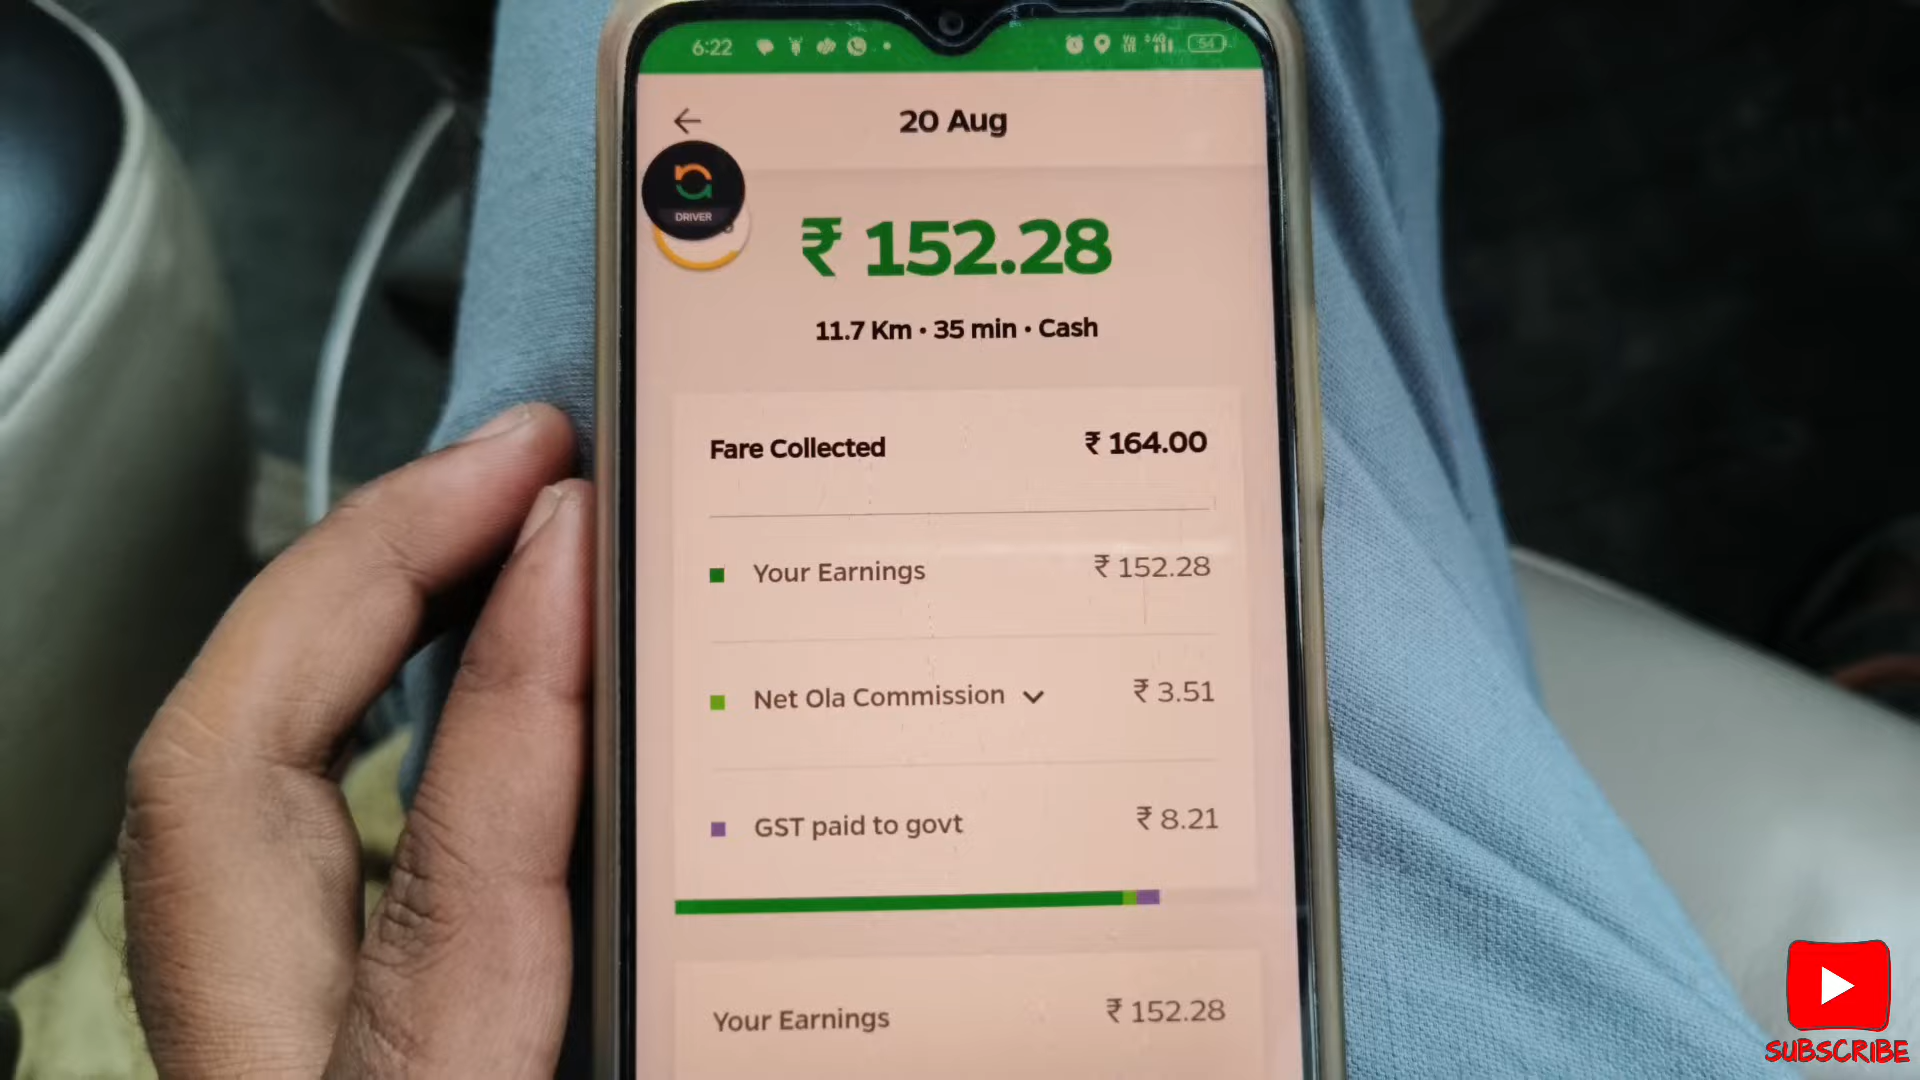 6:22
54
20 Aug
DRIVER
₹ 152.28
11.7 Km • 35 min • Cash
Fare Collected ₹ 164.00
Your Earnings ₹ 152.28
Net Ola Commission ₹ 3.51
GST paid to govt ₹ 8.21
Your Earnings ₹ 152.28
SUBSCRIBE